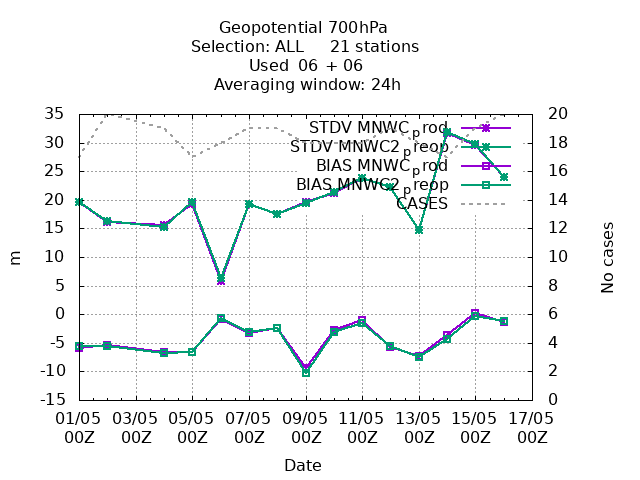 Geopotential 700hPa
Selection: ALL 21 stations
Used 06 + 06
Averaging window: 24h
35 20
30 18
25 16
20 14
15 12
10 10
5 8
0 6
-5 4
-10 2
-15 0
m
No cases
STDV MNWC_prod
STDV MNWC2_preop
BIAS MNWC_prod
BIAS MNWC2_preop
CASES
01/05 03/05 05/05 07/05 09/05 11/05 13/05 15/05 17/05
00Z 00Z 00Z 00Z 00Z 00Z 00Z 00Z 00Z
Date